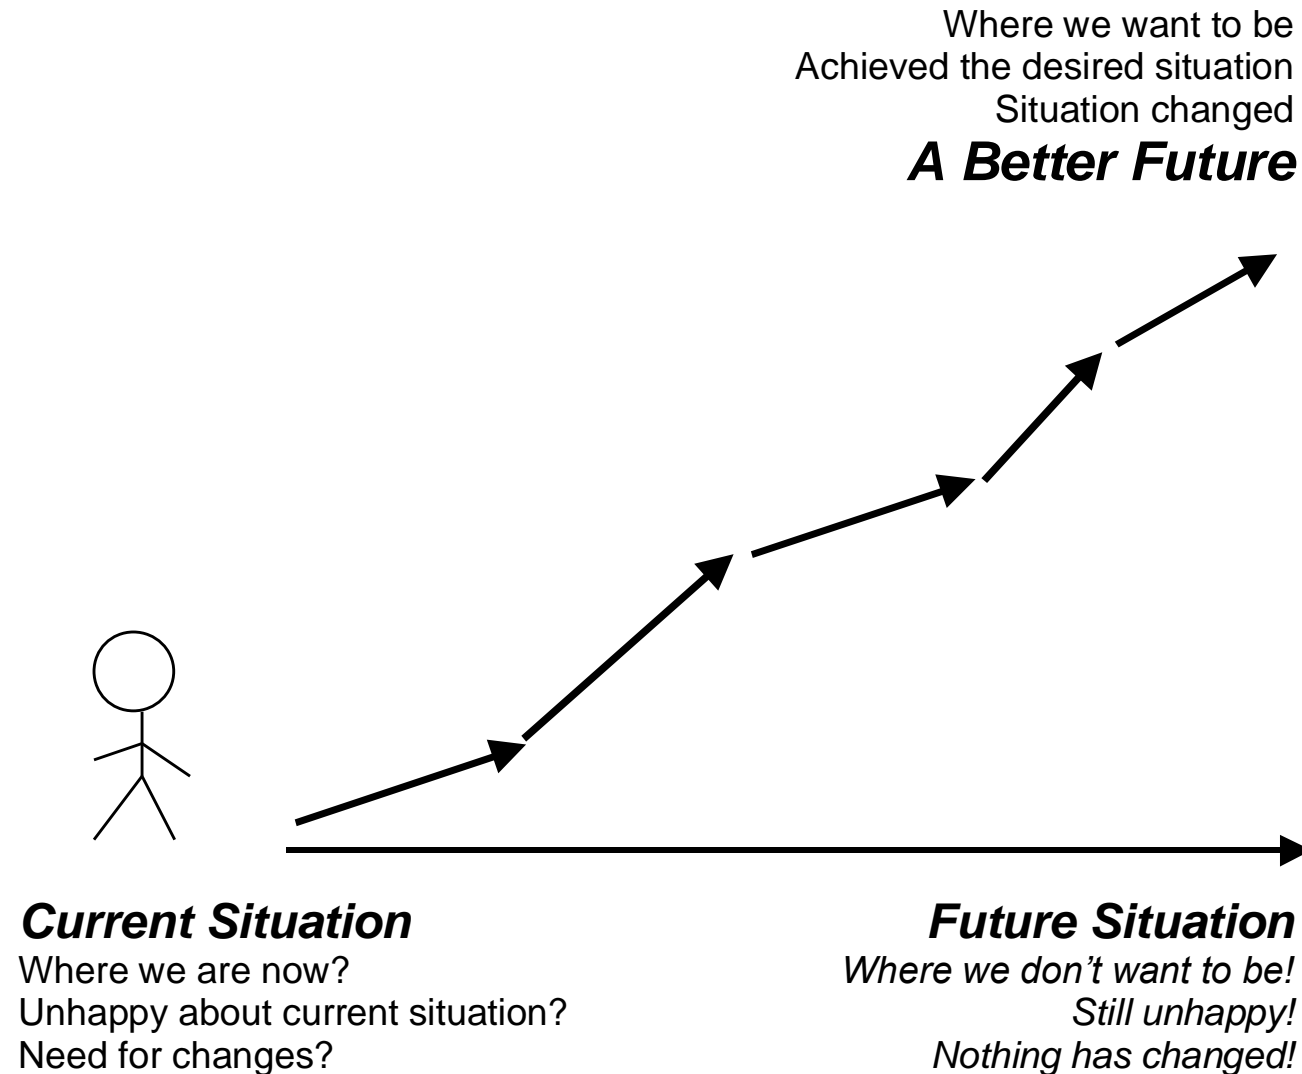 Where we want to be
Achieved the desired situation
Situation changed
A Better Future
Current Situation
Where we are now?
Unhappy about current situation?
Need for changes?
Future Situation
Where we don’t want to be!
Still unhappy!
Nothing has changed!